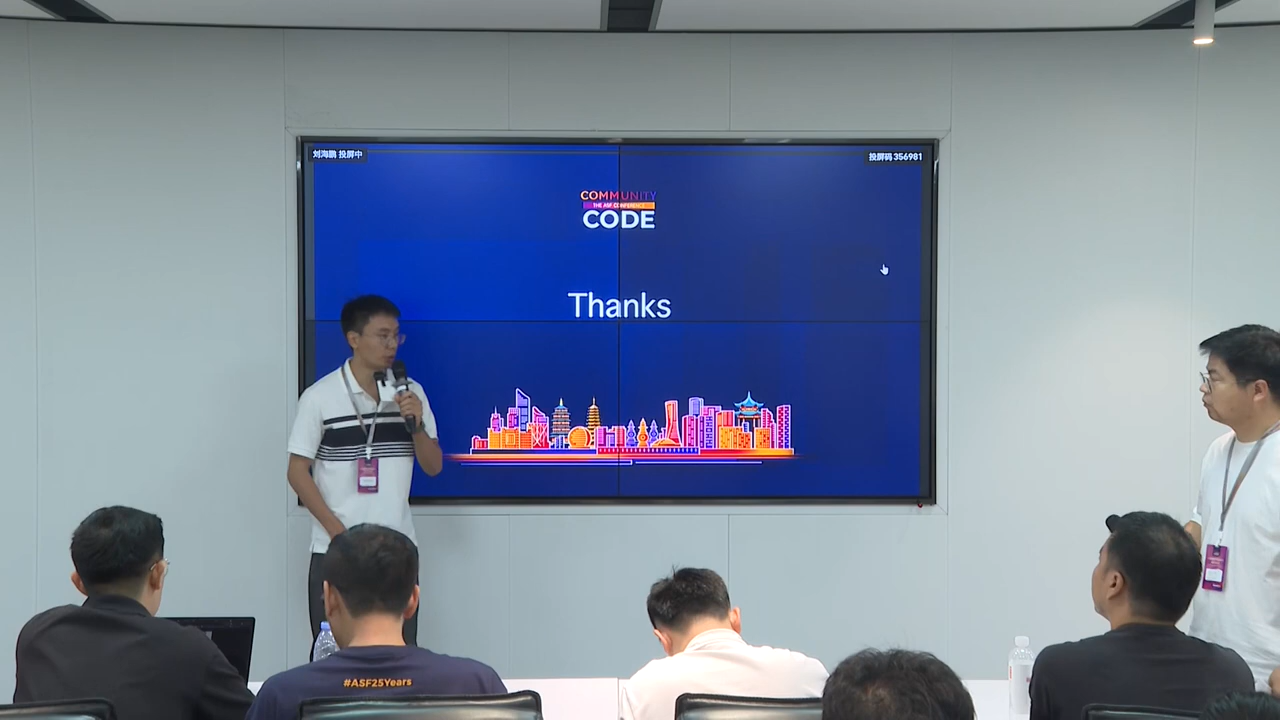 刘海鹏 投屏中
投屏码 356981
COMMUNITY
THE ASF CONFERENCE
CODE
Thanks
#ASF25Years